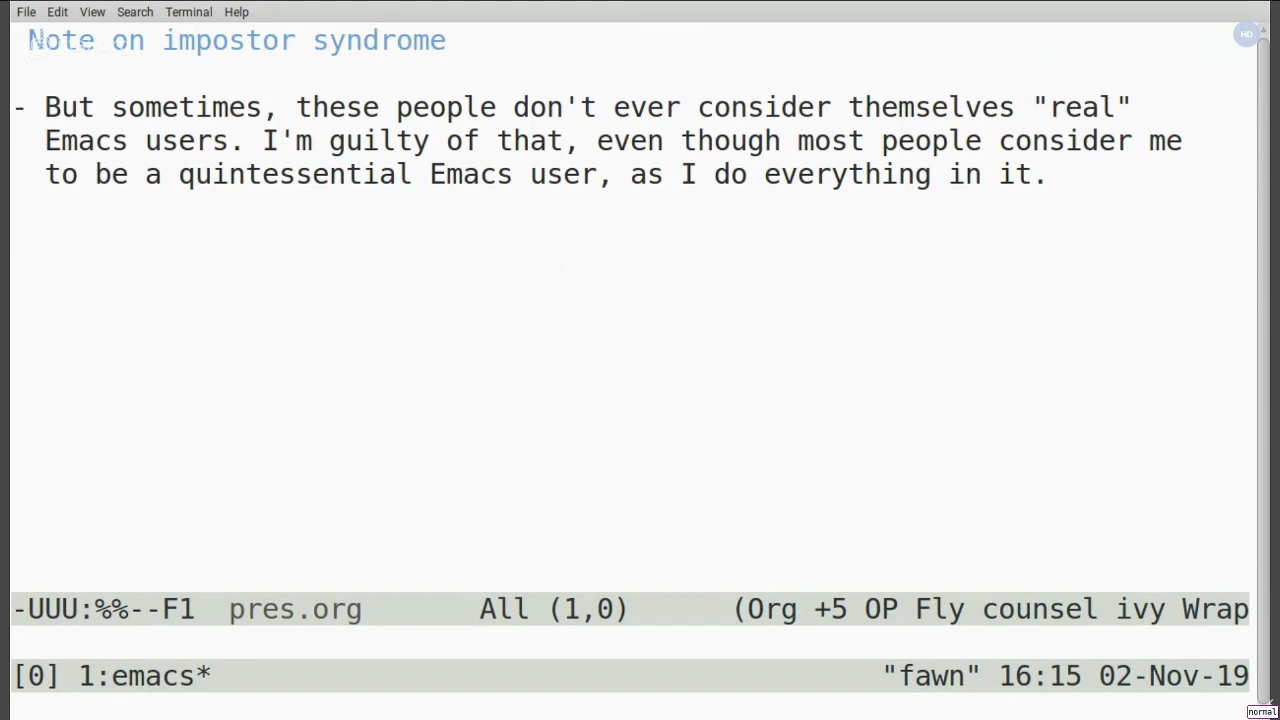 File Edit View Search Terminal Help
Note on impostor syndrome
HD
- But sometimes, these people don't ever consider themselves "real"
Emacs users. I'm guilty of that, even though most people consider me
to be a quintessential Emacs user, as I do everything in it.
-UUU:%%--F1 pres.org All (1,0) (Org +5 OP Fly counsel ivy Wrap
[0] 1:emacs* "fawn" 16:15 02-Nov-19
normal